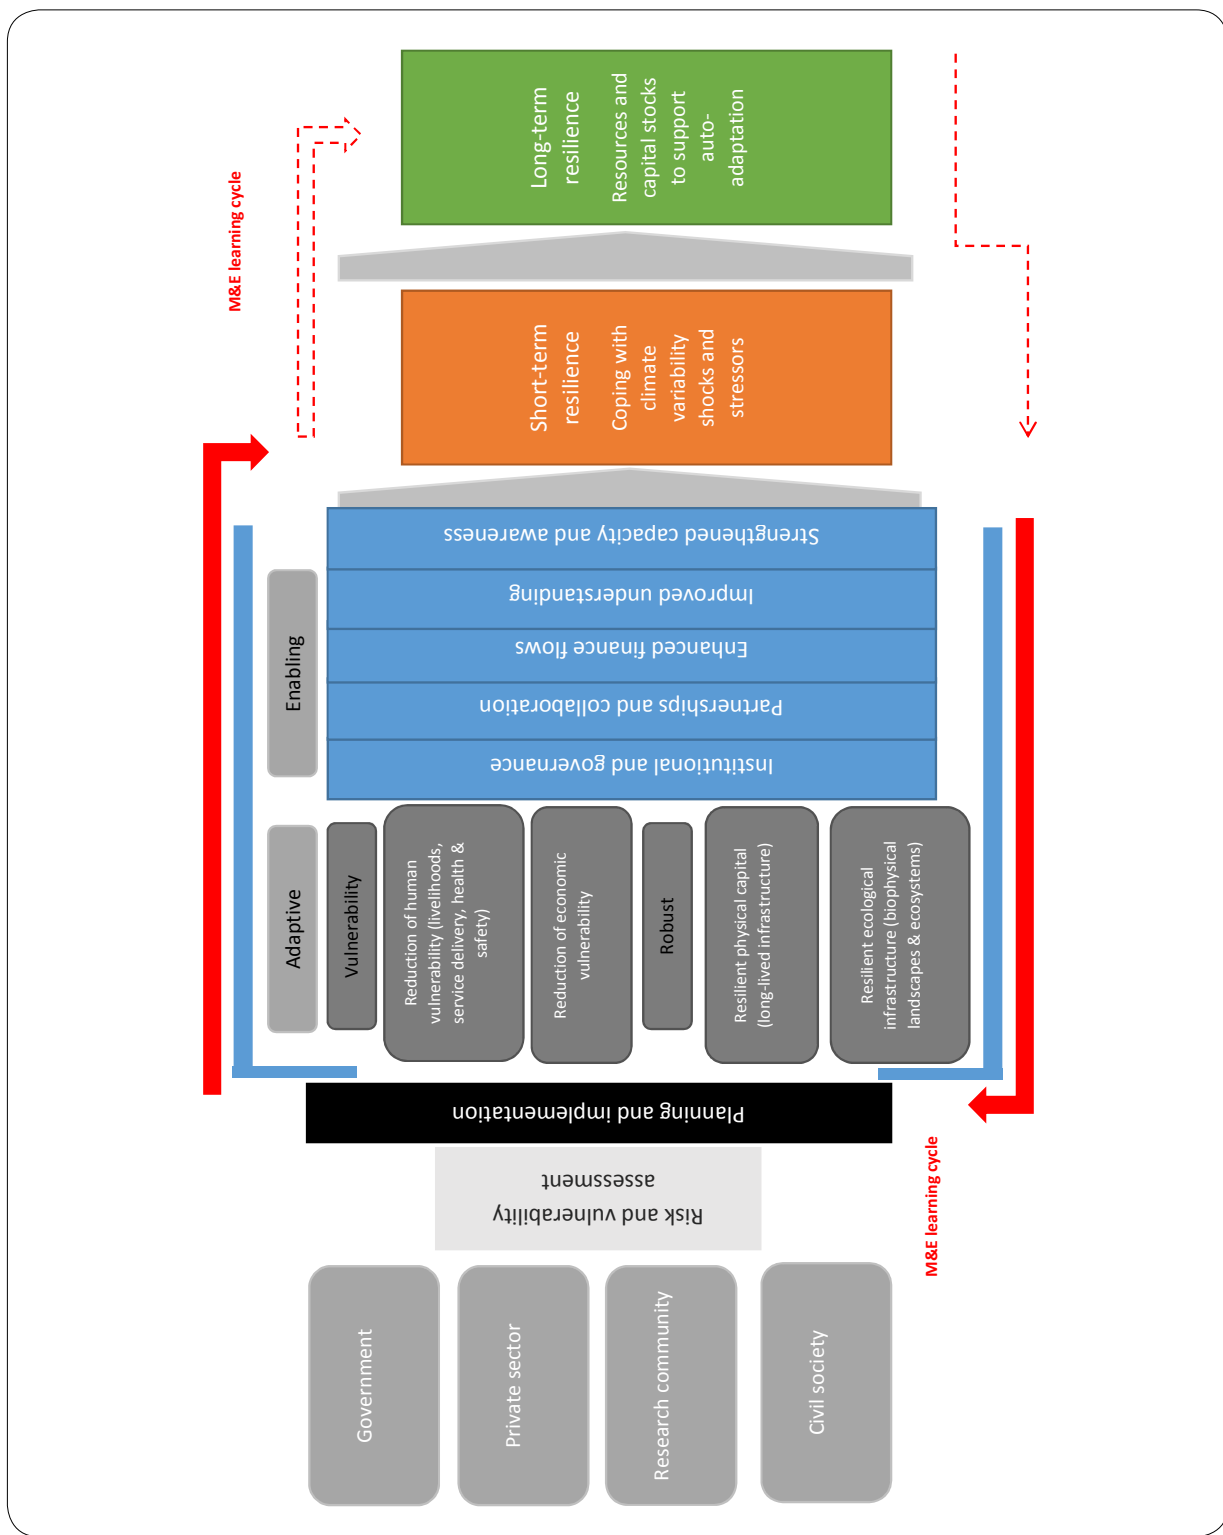 Government
Private sector
Research community
Civil society
Risk and vulnerability
assessment
Planning and implementation
Adaptive
Vulnerability
Reduction of human
vulnerability (livelihoods,
service delivery, health &
safety)
Reduction of economic
vulnerability
Robust
Resilient physical capital
(long-lived infrastructure)
Resilient ecological
infrastructure (biophysical
landscapes & ecosystems)
Enabling
Institutional and governance
Partnerships and collaboration
Enhanced finance flows
Improved understanding
Strengthened capacity and awareness
Short-term
resilience
Coping with
climate
variability
shocks and
stressors
Long-term
resilience
Resources and
capital stocks
to support
auto-
adaptation
M&E learning cycle
M&E learning cycle